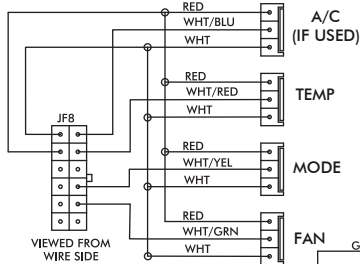 RED
WHT/BLU
WHT
A/C
(IF USED)
RED
WHT/RED
WHT
TEMP
JF8
RED
WHT/YEL
WHT
MODE
RED
WHT/GRN
WHT
FAN
VIEWED FROM
WIRE SIDE
G